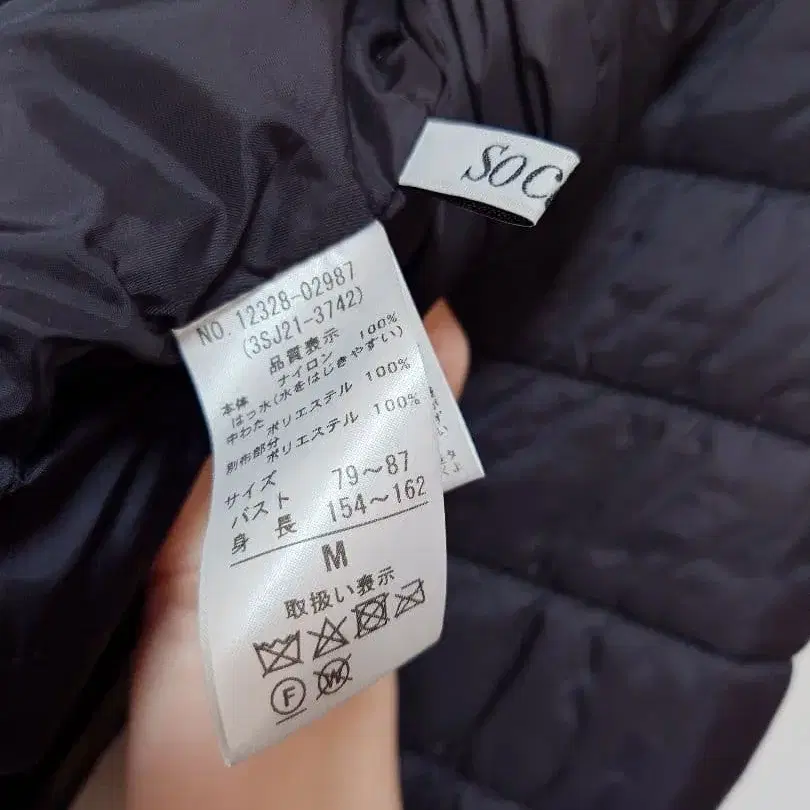 SOC
NO. 12328-02987
(3SJ21-3742)
品質表示
本体 ナイロン 100%
はっ水(水をはじきやすい)
中わた ポリエステル 100%
別布部分
ポリエステル 100%
サイズ
バスト 79～87
身長 154～162
M
取扱い表示
F
W